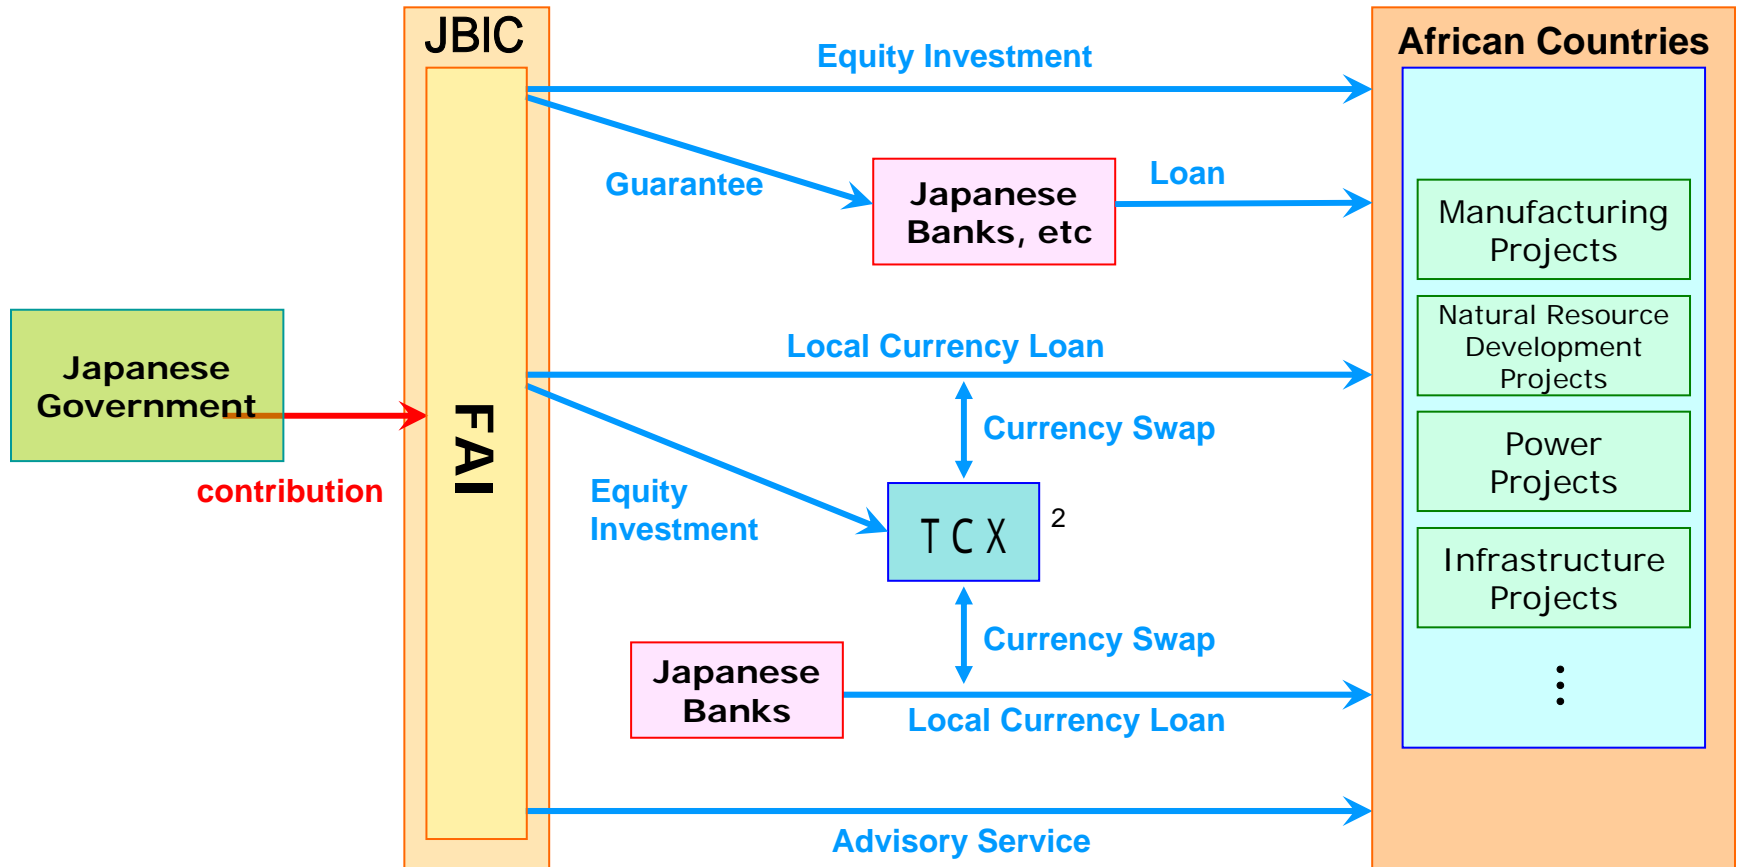 JBIC
African Countries
Equity Investment
Guarantee
Japanese
Banks, etc
Loan
Manufacturing
Projects
Natural Resource
Development
Projects
Japanese
Government
contribution
FAI
Local Currency Loan
Currency Swap
Power
Projects
Equity
Investment
TCX 2
Infrastructure
Projects
Currency Swap
Japanese
Banks
Local Currency Loan
⋮
Advisory Service